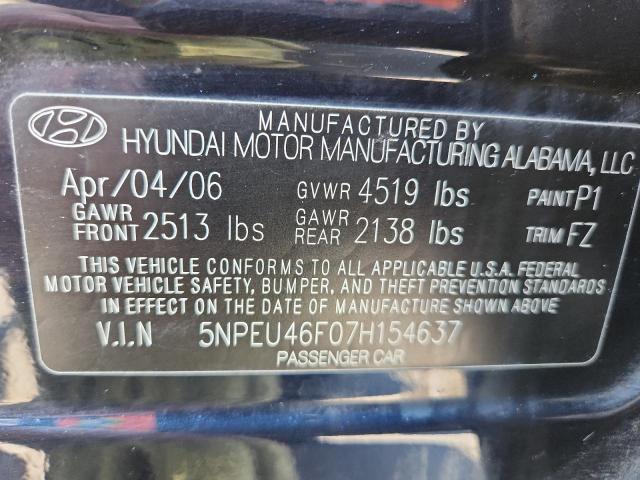 MANUFACTURED BY
HYUNDAI MOTOR MANUFACTURING ALABAMA, LLC
Apr/04/06 GVWR 4519 lbs PAINT P1
GAWR FRONT 2513 lbs GAWR REAR 2138 lbs TRIM FZ
THIS VEHICLE CONFORMS TO ALL APPLICABLE U.S.A. FEDERAL
MOTOR VEHICLE SAFETY, BUMPER, AND THEFT PREVENTION STANDARDS
IN EFFECT ON THE DATE OF MANUFACTURE SHOWN ABOVE
V.I.N 5NPEU46F07H154637
PASSENGER CAR